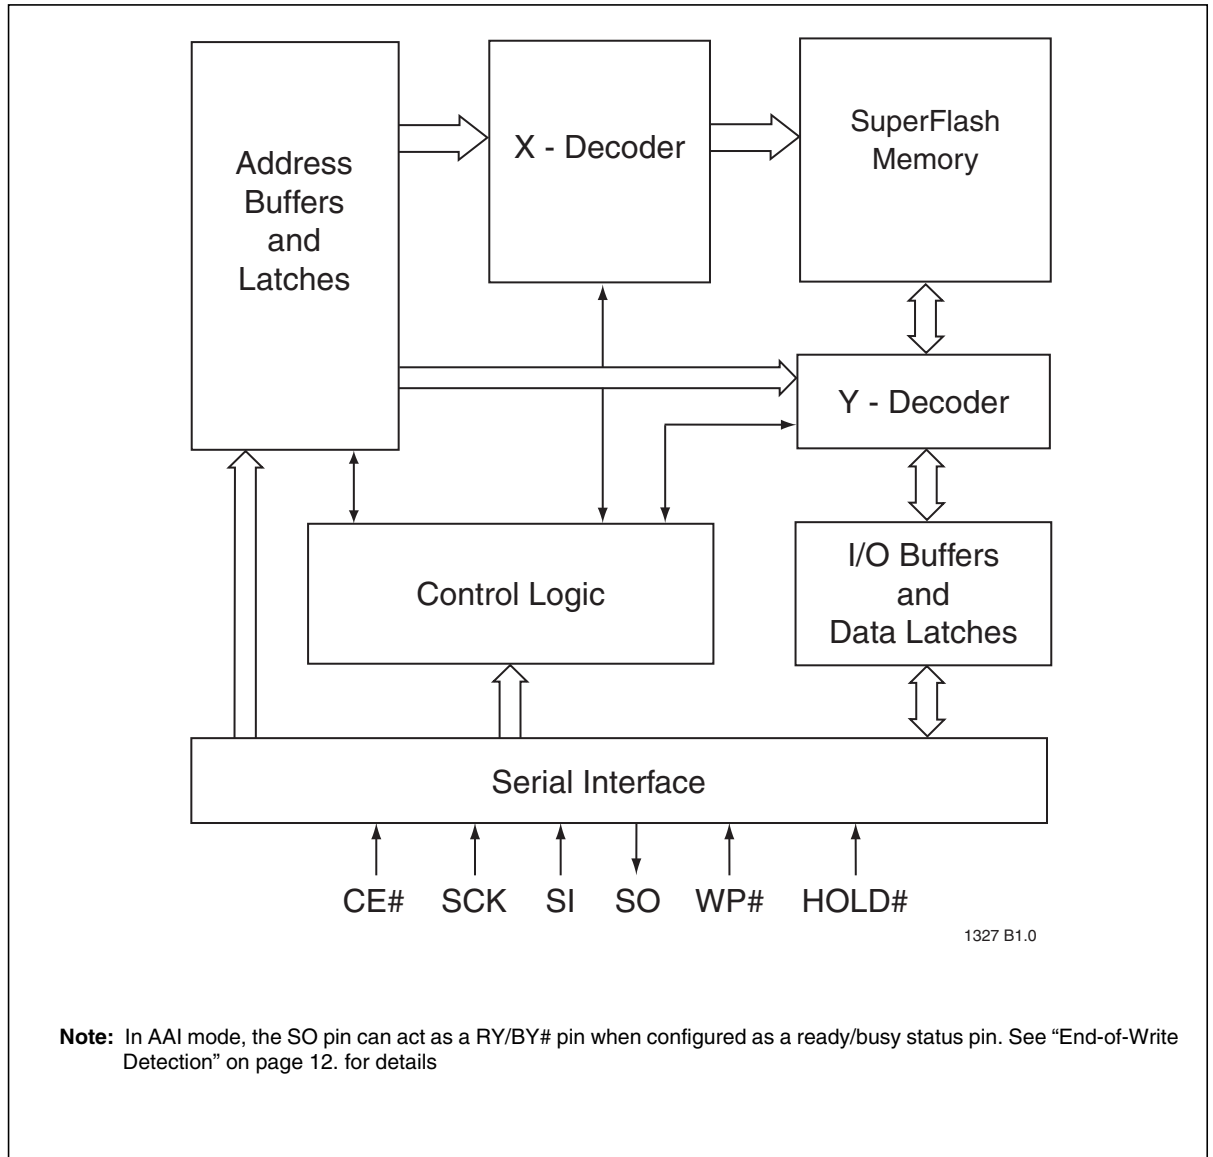 Address
Buffers
and
Latches
X - Decoder
SuperFlash
Memory
Y - Decoder
Control Logic
I/O Buffers
and
Data Latches
Serial Interface
CE# SCK SI SO WP# HOLD#
1327 B1.0
Note: In AAI mode, the SO pin can act as a RY/BY# pin when configured as a ready/busy status pin. See “End-of-Write
Detection” on page 12. for details